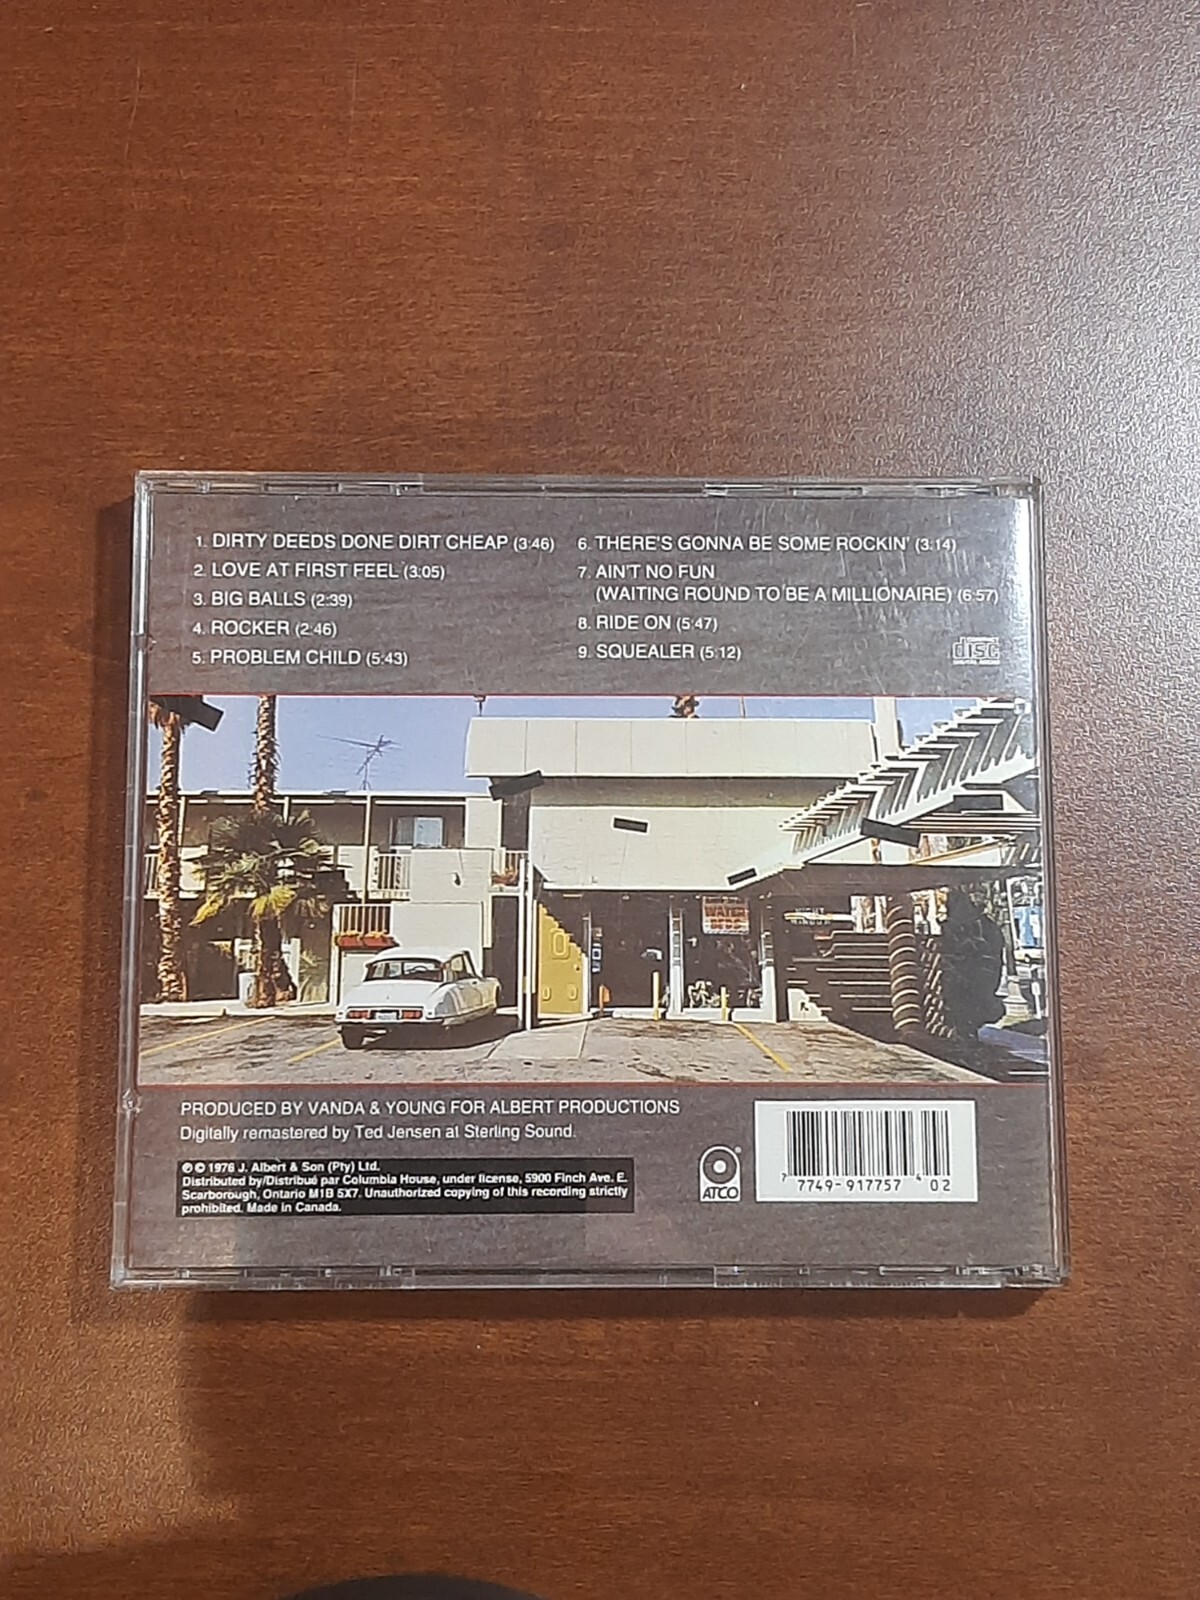 1. DIRTY DEEDS DONE DIRT CHEAP (3:46)
2. LOVE AT FIRST FEEL (3:05)
3. BIG BALLS (2:39)
4. ROCKER (2:46)
5. PROBLEM CHILD (5:43)
6. THERE'S GONNA BE SOME ROCKIN' (3:14)
7. AIN'T NO FUN
(WAITING ROUND TO BE A MILLIONAIRE) (6:57)
8. RIDE ON (5:47)
9. SQUEALER (5:12)
COMPACT
disc
DIGITAL AUDIO
PRODUCED BY VANDA & YOUNG FOR ALBERT PRODUCTIONS
Digitally remastered by Ted Jensen at Sterling Sound.
℗ © 1976 J. Albert & Son (Pty) Ltd.
Distributed by/Distribué par Columbia House, under license, 5900 Finch Ave. E.
Scarborough, Ontario M1B 5X7. Unauthorized copying of this recording strictly
prohibited. Made in Canada.
ATCO®
7 7749-917757 4 02